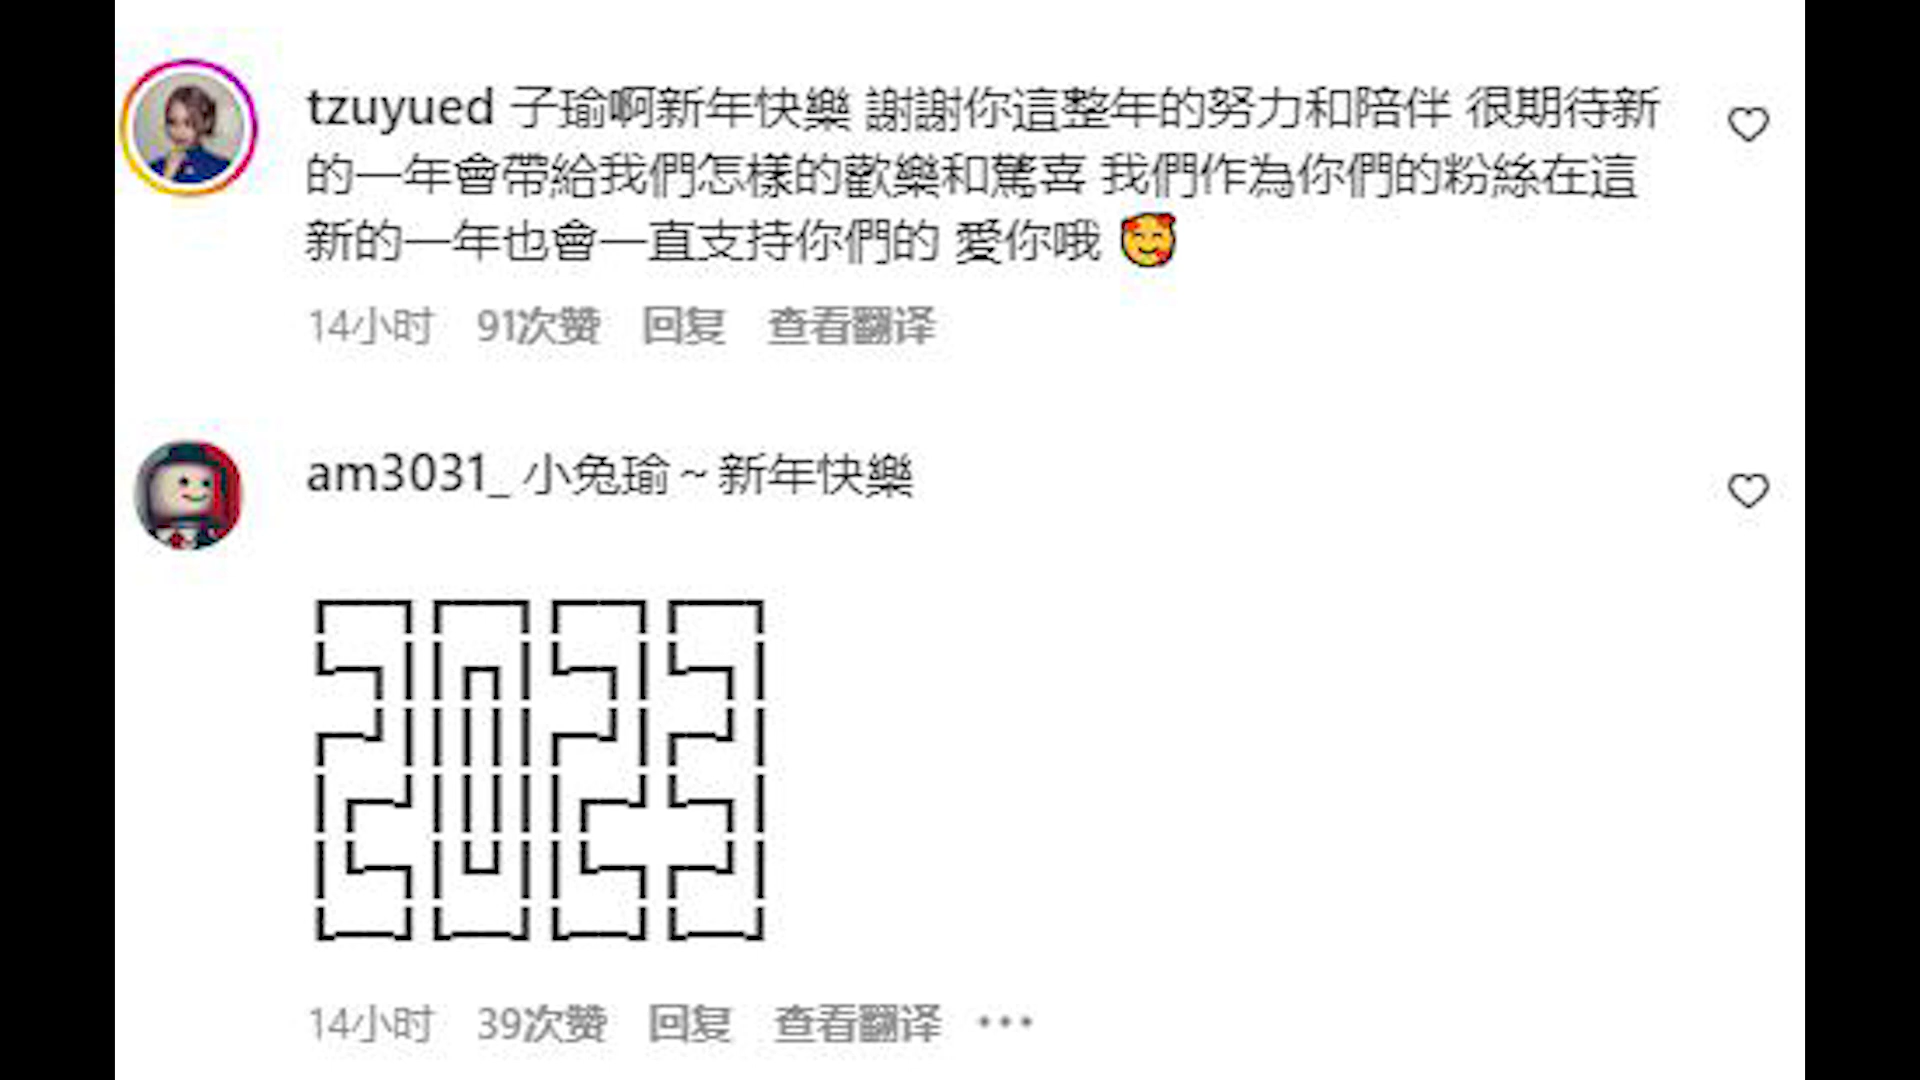 tzuyued 子瑜啊新年快樂 謝謝你這整年的努力和陪伴 很期待新
的一年會帶給我們怎樣的歡樂和驚喜 我們作為你們的粉絲在這
新的一年也會一直支持你們的 愛你哦 🥰
14小时 91次赞 回复 查看翻译
am3031_ 小兔瑜～新年快樂
2023
14小时 39次赞 回复 查看翻译